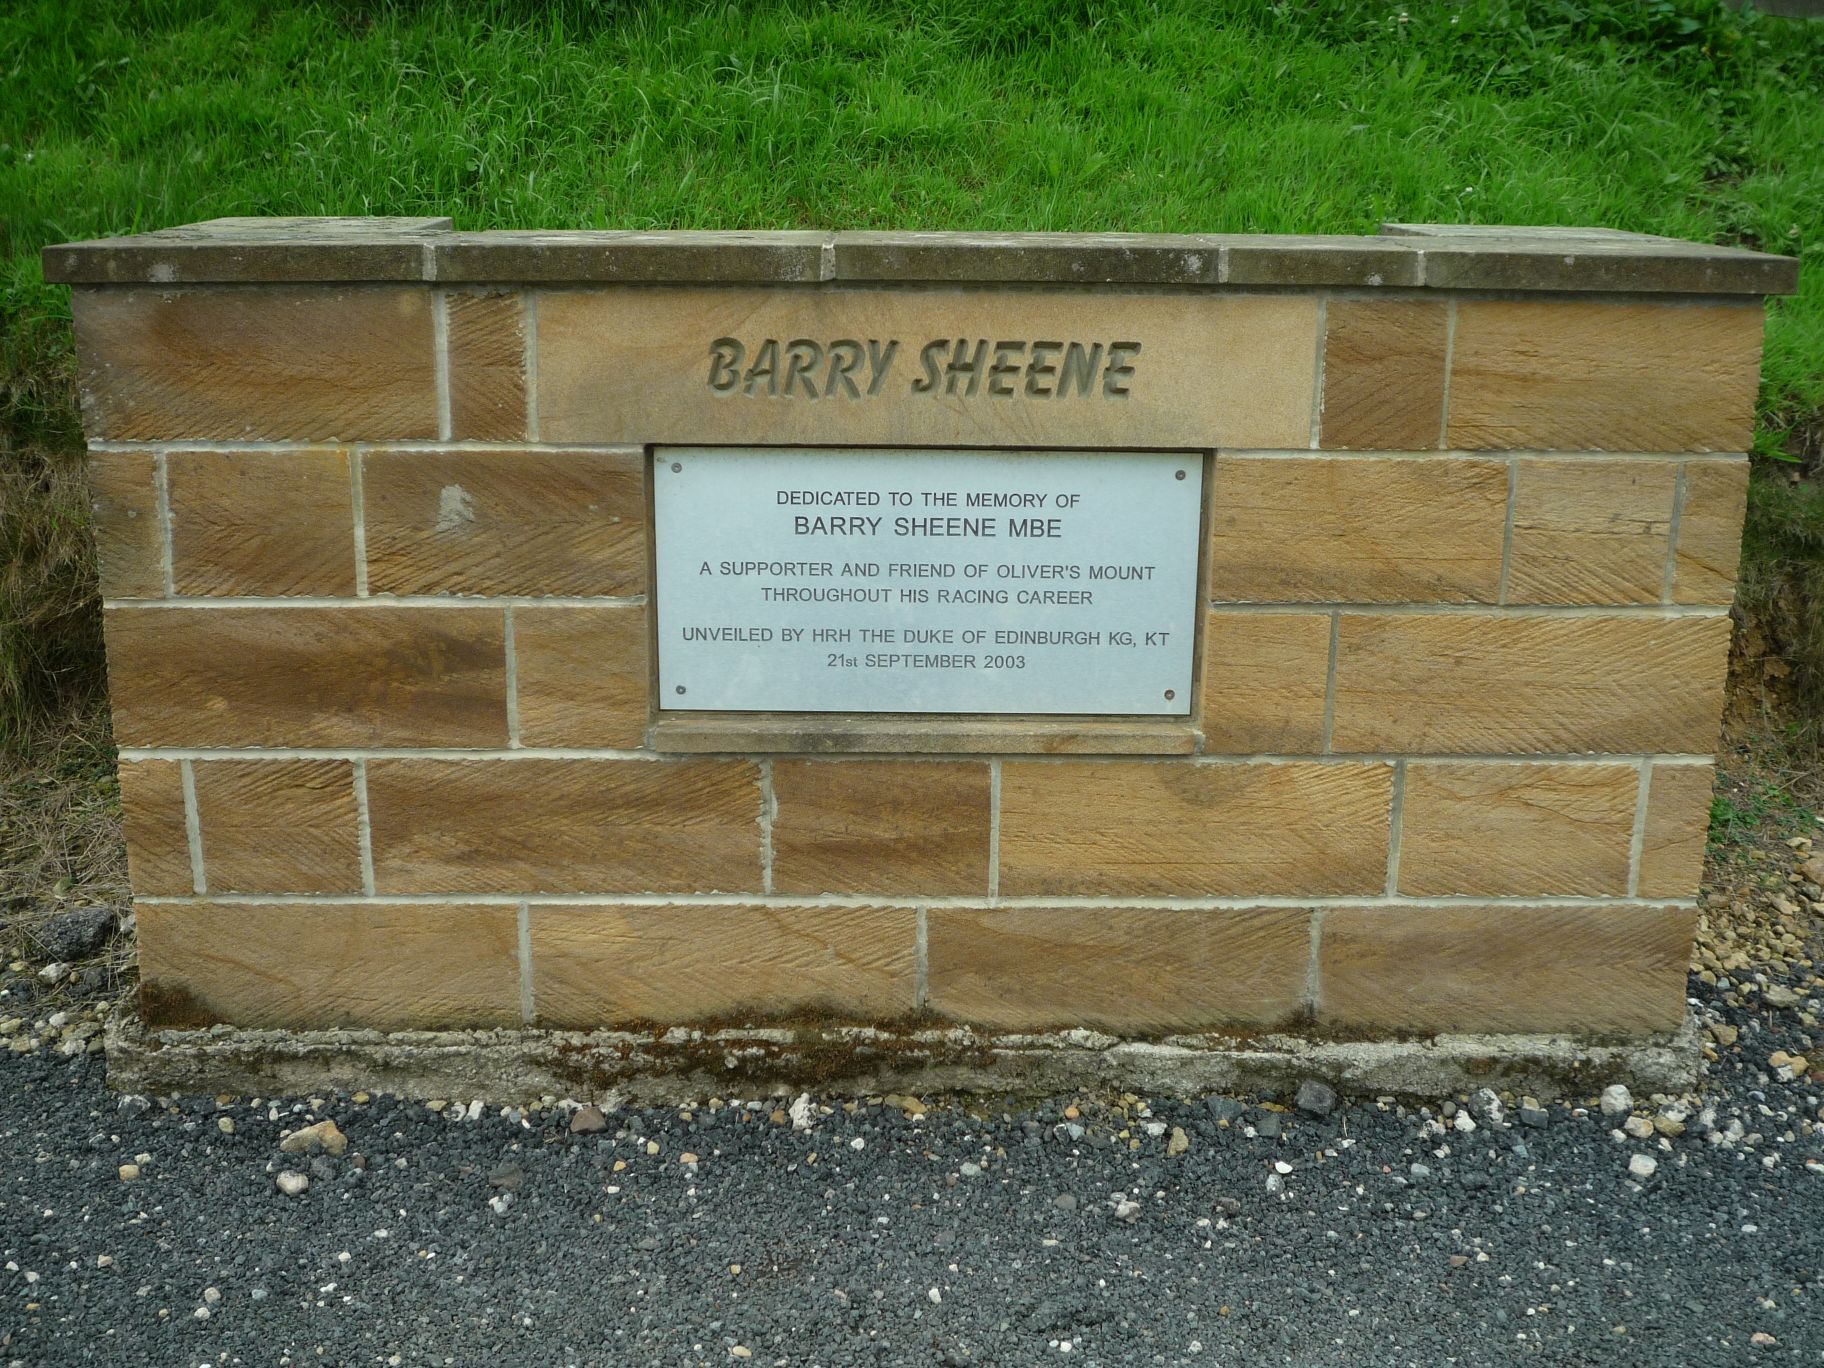 BARRY SHEENE
DEDICATED TO THE MEMORY OF
BARRY SHEENE MBE
A SUPPORTER AND FRIEND OF OLIVER'S MOUNT
THROUGHOUT HIS RACING CAREER
UNVEILED BY HRH THE DUKE OF EDINBURGH KG, KT
21st SEPTEMBER 2003